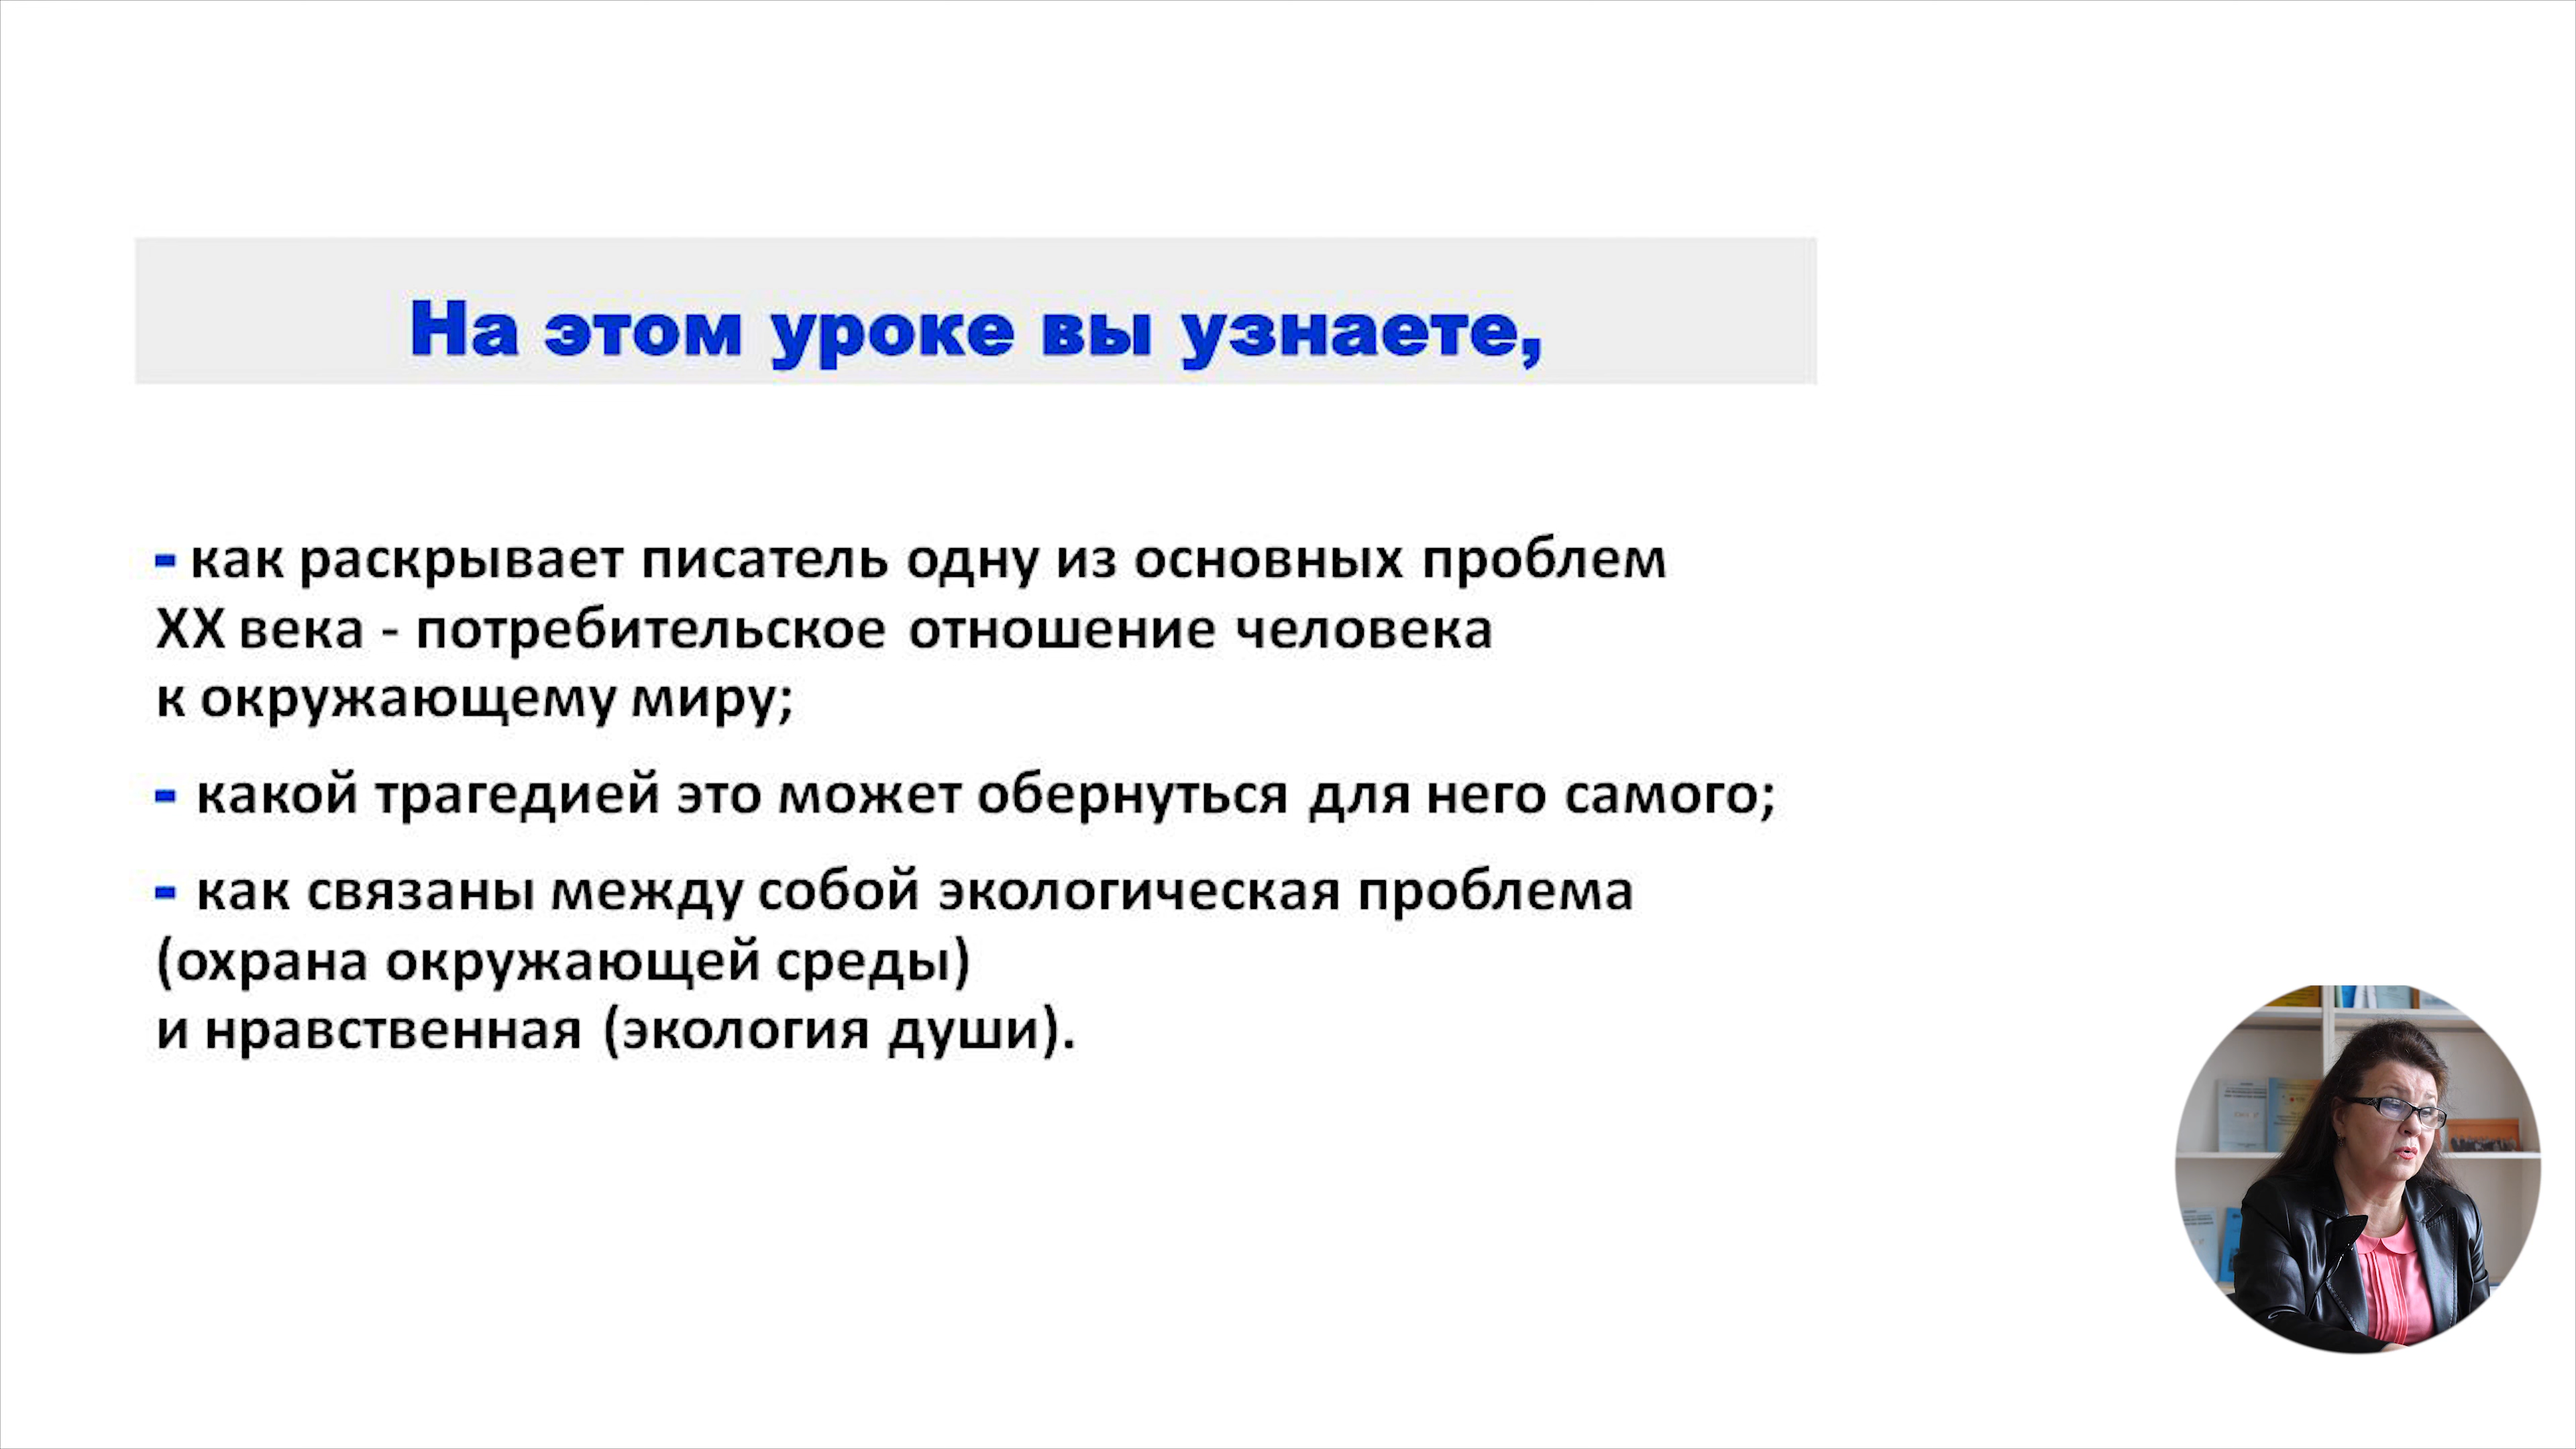 На этом уроке вы узнаете,
- как раскрывает писатель одну из основных проблем
XX века - потребительское отношение человека
к окружающему миру;
- какой трагедией это может обернуться для него самого;
- как связаны между собой экологическая проблема
(охрана окружающей среды)
и нравственная (экология души).